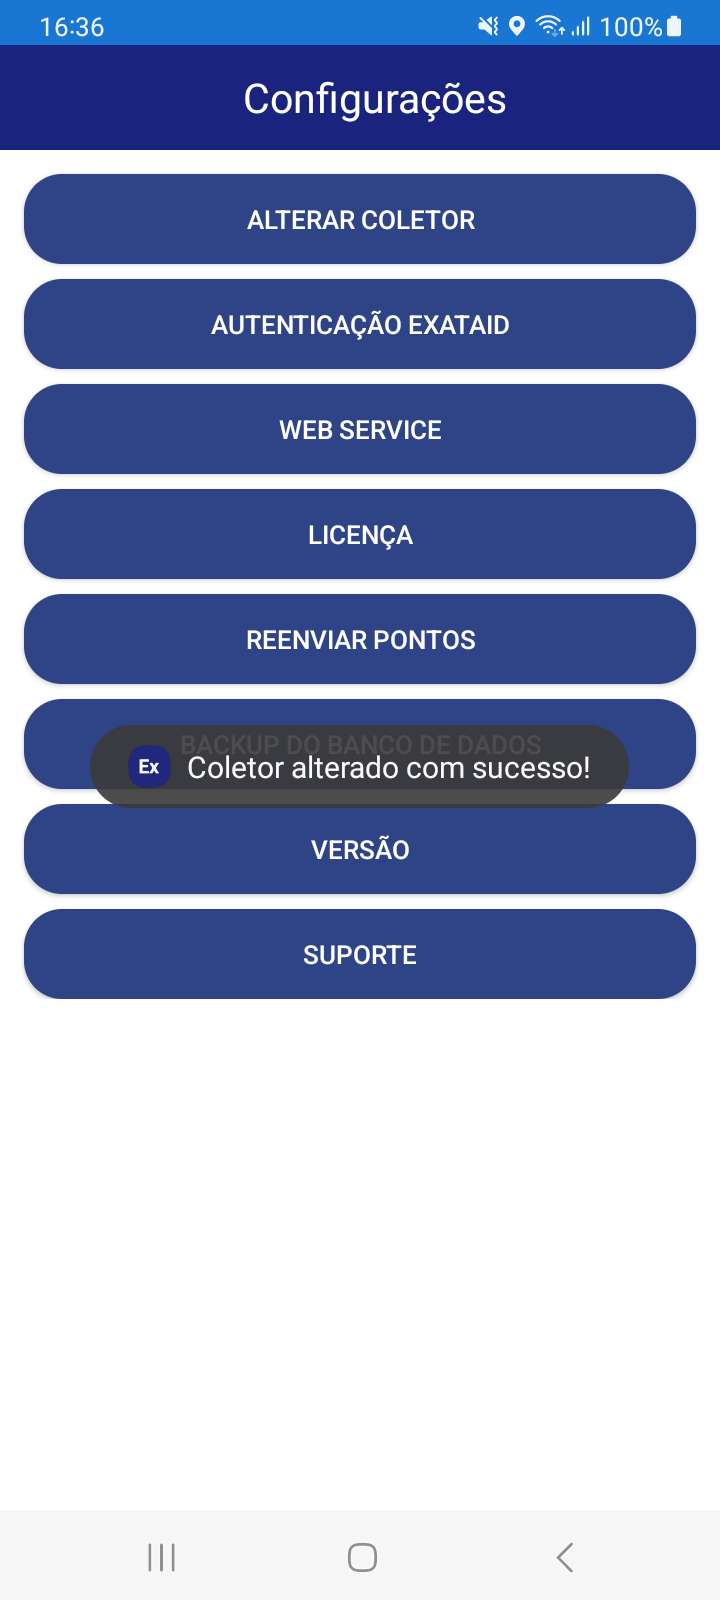 16:36
100%
Configurações
ALTERAR COLETOR
AUTENTICAÇÃO EXATAID
WEB SERVICE
LICENÇA
REENVIAR PONTOS
BACKUP DO BANCO DE DADOS
Ex Coletor alterado com sucesso!
VERSÃO
SUPORTE